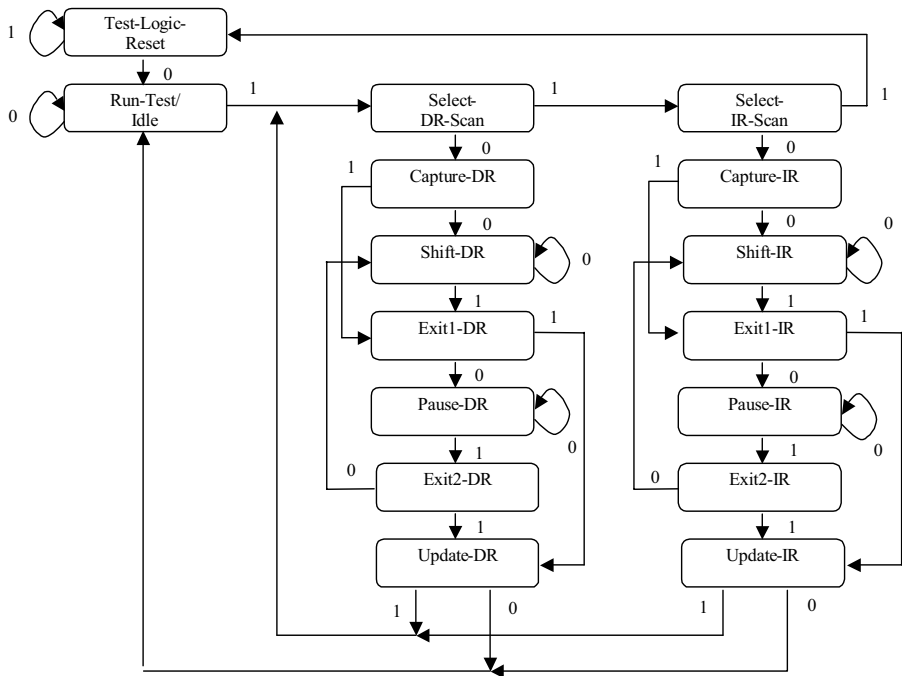 Test-Logic-
Reset
1
0
Run-Test/
Idle
0
1
Select-
DR-Scan
1
Select-
IR-Scan
1
0
0
1
Capture-DR
1
Capture-IR
0
0
0
Shift-DR
0
Shift-IR
1
1
Exit1-DR
1
Exit1-IR
1
0
0
Pause-DR
0
Pause-IR
0
1
1
0
Exit2-DR
0
Exit2-IR
1
1
Update-DR
Update-IR
1
0
1
0